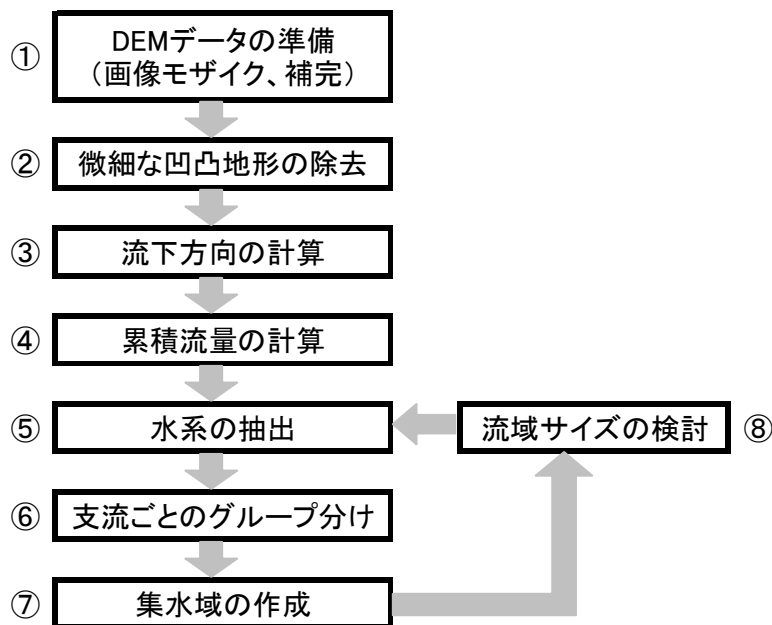 ① DEMデータの準備
（画像モザイク、補完）
② 微細な凹凸地形の除去
③ 流下方向の計算
④ 累積流量の計算
⑤ 水系の抽出
流域サイズの検討 ⑧
⑥ 支流ごとのグループ分け
⑦ 集水域の作成